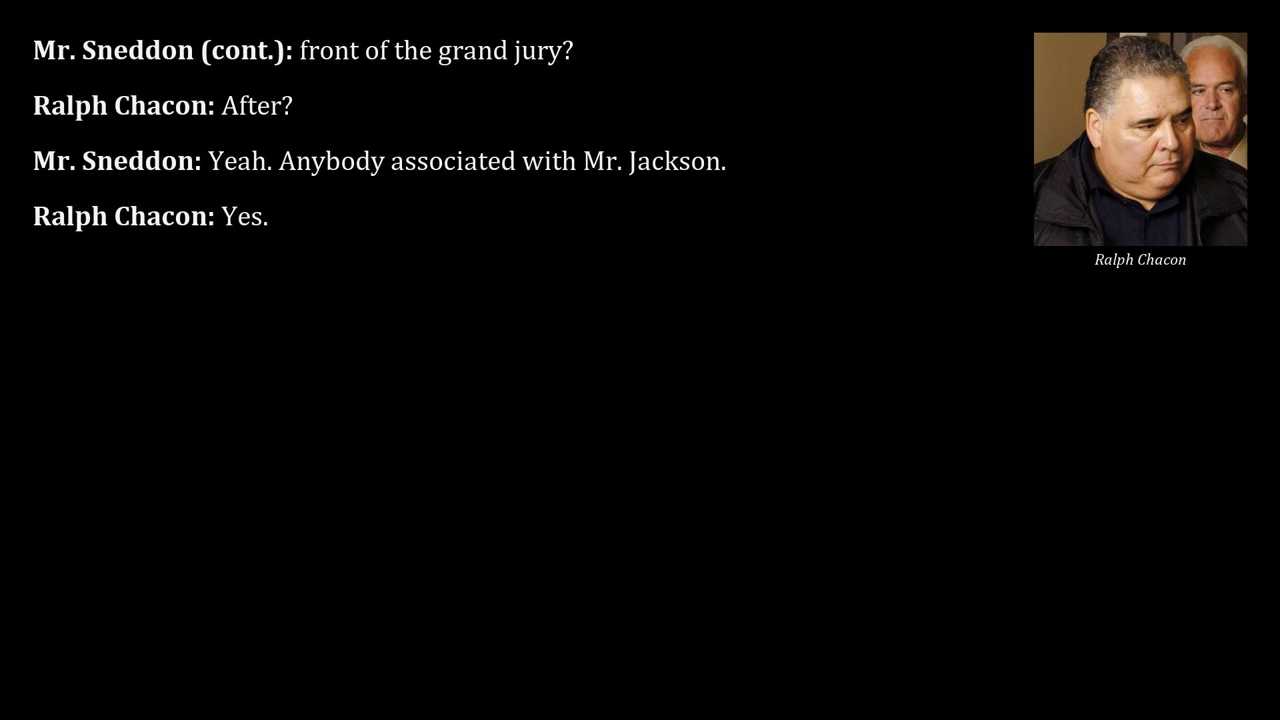 Mr. Sneddon (cont.): front of the grand jury?
Ralph Chacon: After?
Mr. Sneddon: Yeah. Anybody associated with Mr. Jackson.
Ralph Chacon: Yes.
Ralph Chacon